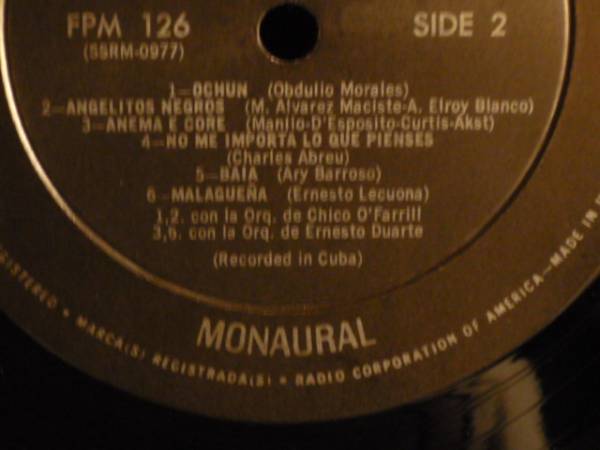 FPM 126
SIDE 2
(SSRM-0977)
1—OCHUN (Obdulio Morales)
2—ANGELITOS NEGROS (M. Alvarez Maciste-A. Elroy Blanco)
3—ANEMA E CORE (Manlio-D'Esposito-Curtis-Akst)
4—NO ME IMPORTA LO QUE PIENSES
(Charles Abreu)
5—BAIA (Ary Barroso)
6—MALAGUEÑA (Ernesto Lecuona)
1,2. con la Orq. de Chico O'Farrill
3,5. con la Orq. de Ernesto Duarte
(Recorded in Cuba)
MONAURAL
MARCA(S) REGISTRADA(S) • RADIO CORPORATION OF AMERICA—MADE IN